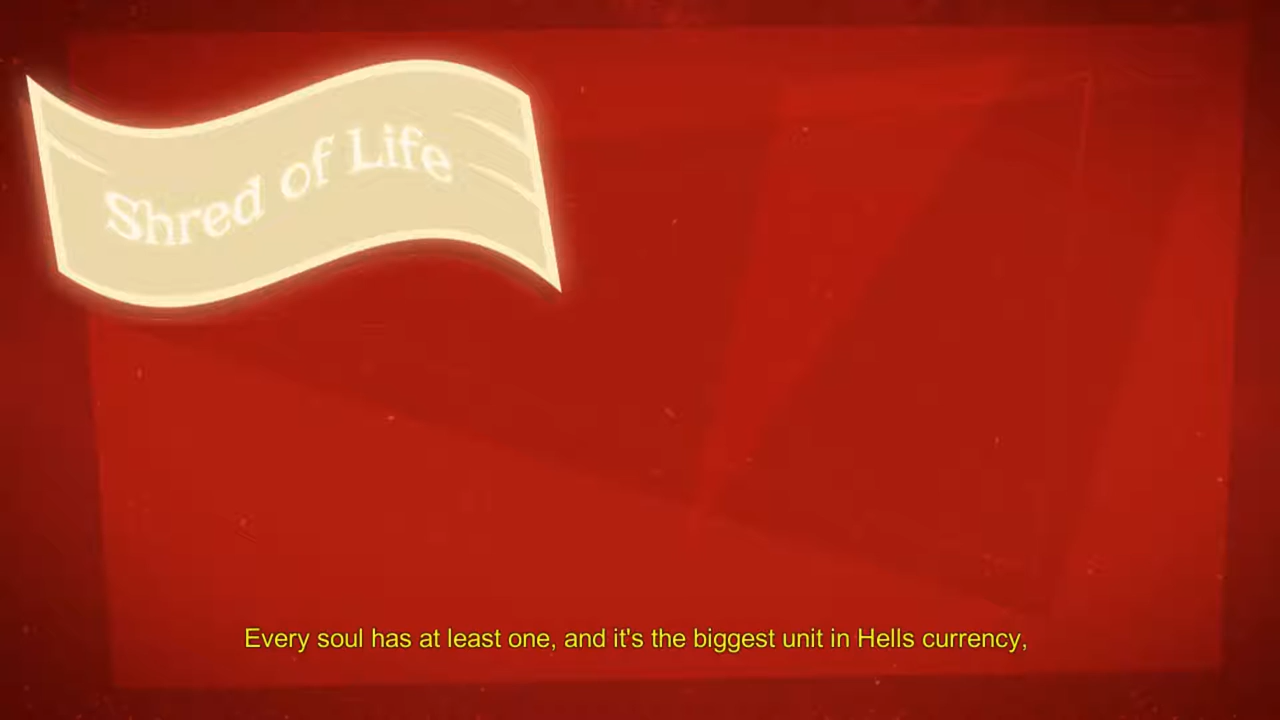 Shred of Life
Every soul has at least one, and it's the biggest unit in Hells currency,